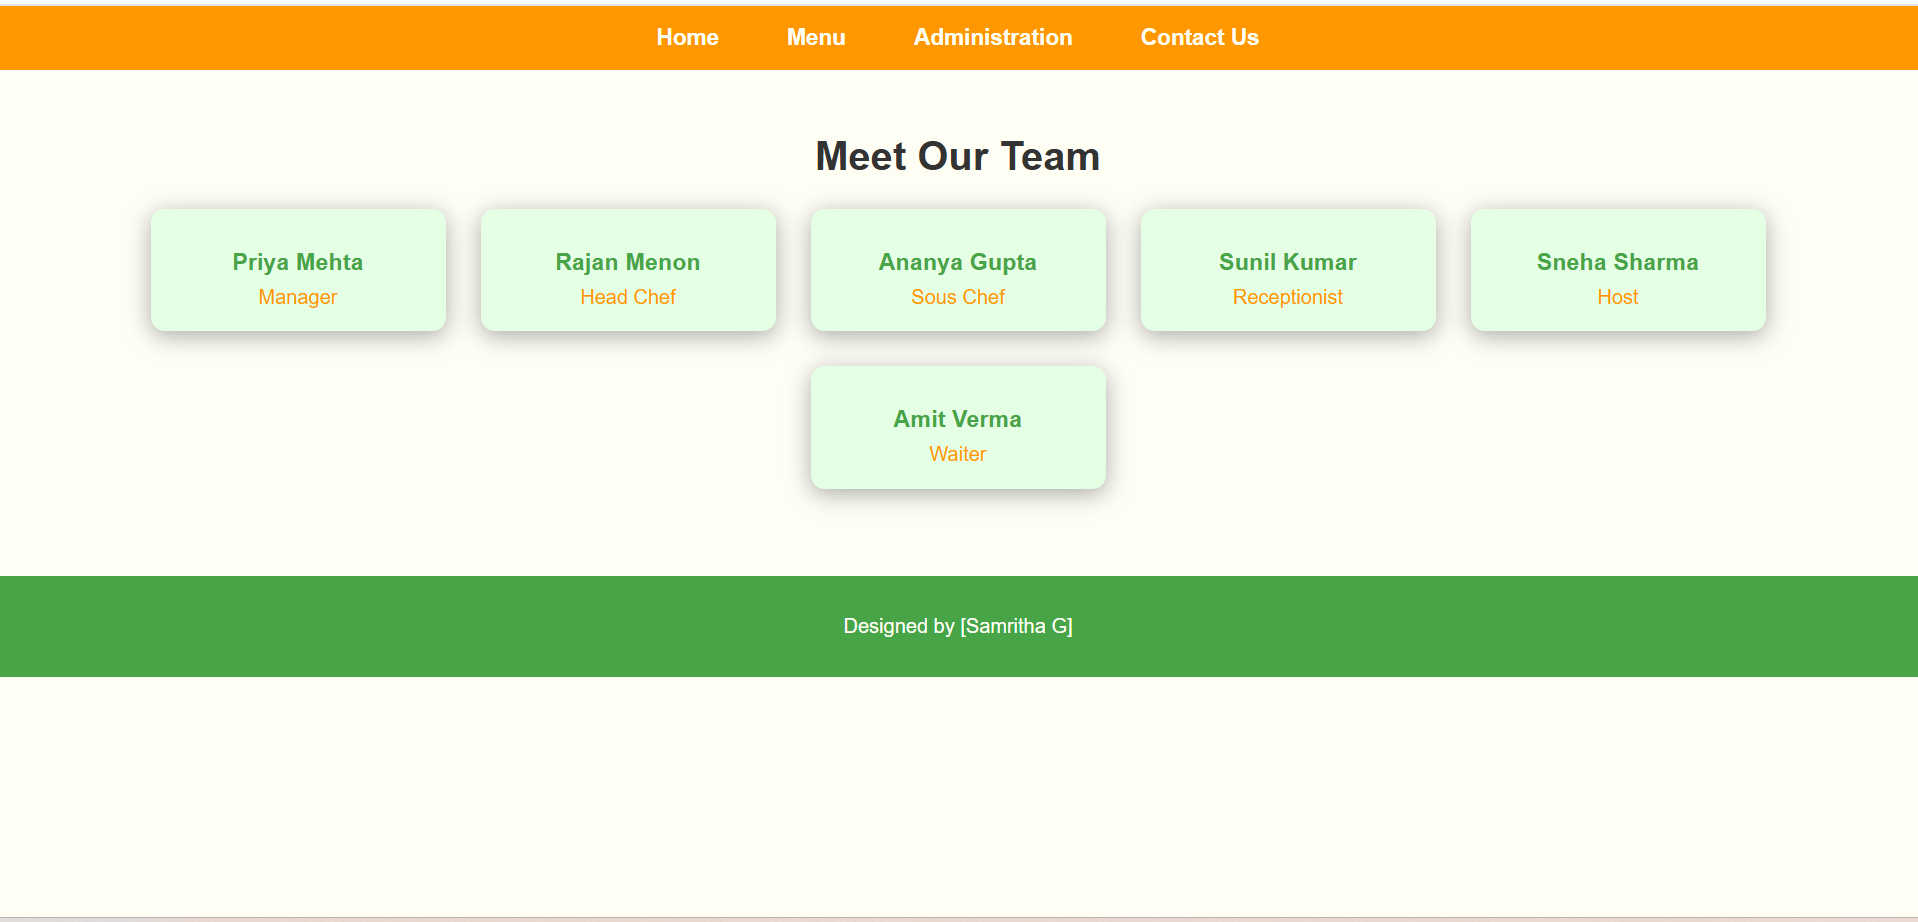 Home Menu Administration Contact Us
Meet Our Team
Priya Mehta
Manager
Rajan Menon
Head Chef
Ananya Gupta
Sous Chef
Sunil Kumar
Receptionist
Sneha Sharma
Host
Amit Verma
Waiter
Designed by [Samritha G]